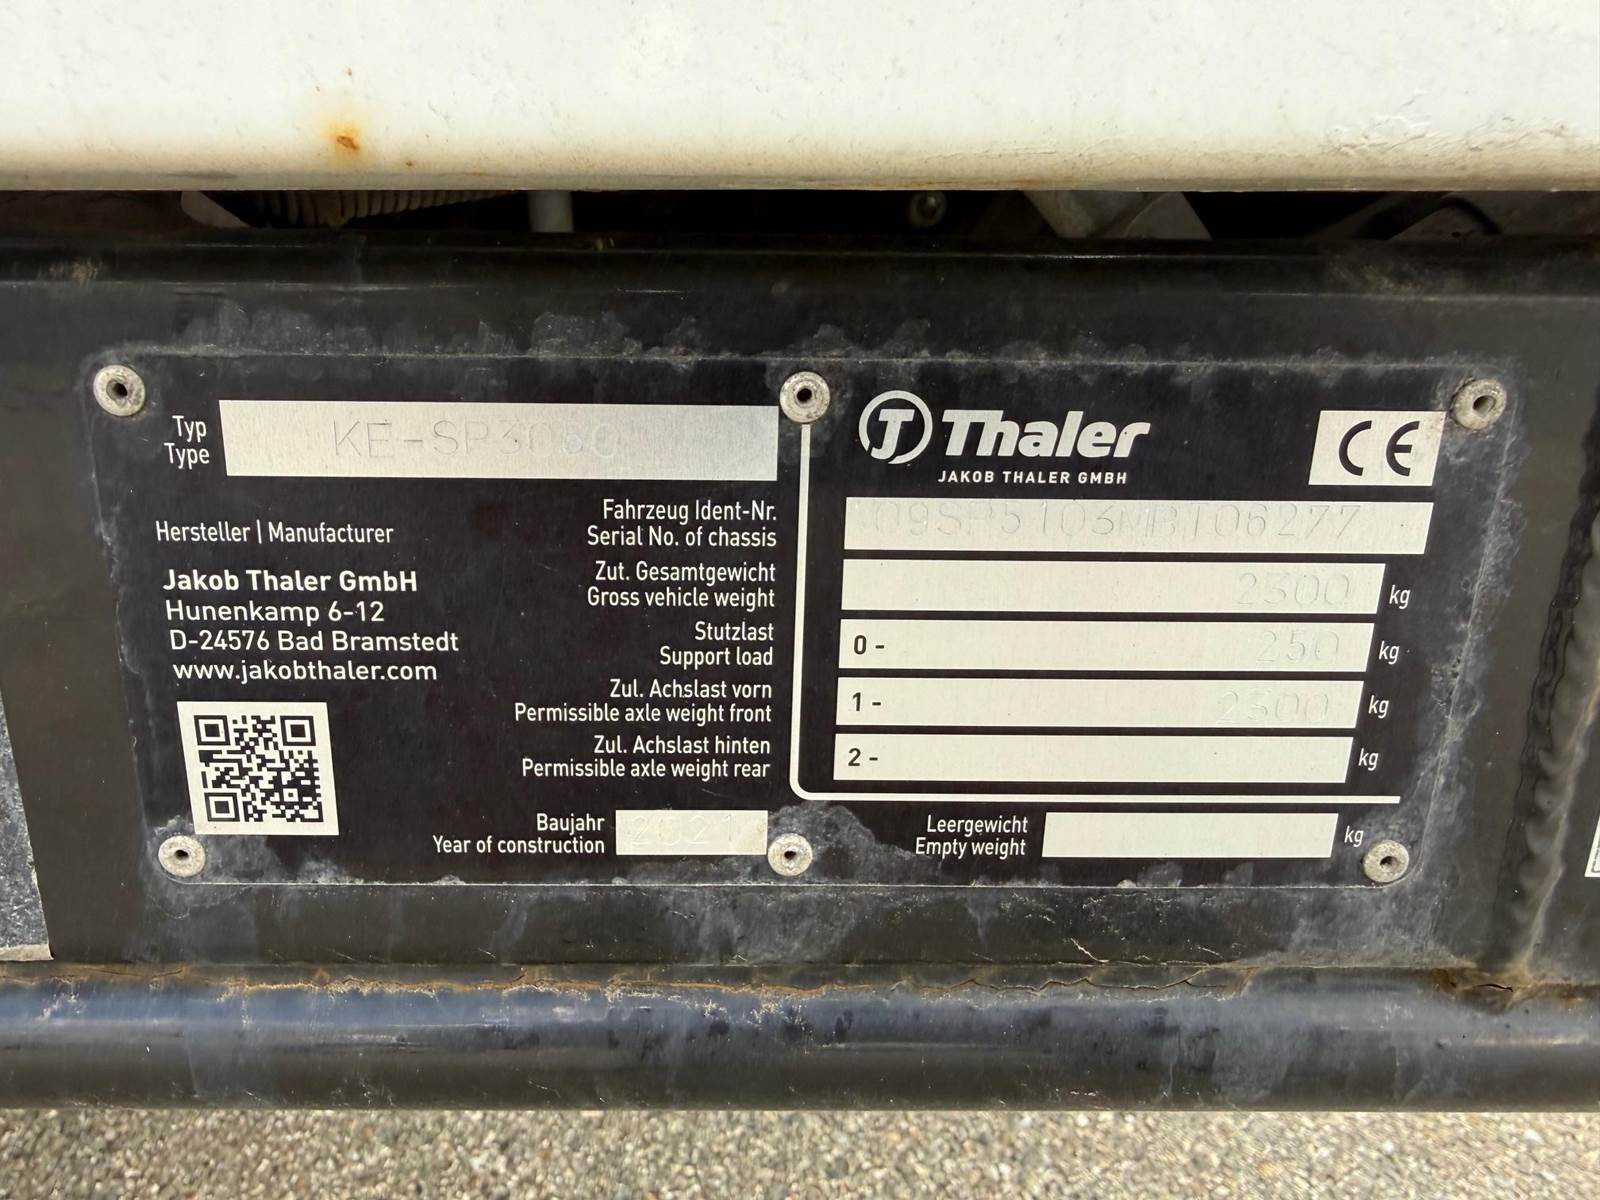 Typ
Type
KE-SP3050
Thaler
JAKOB THALER GMBH
CE
Hersteller | Manufacturer
Jakob Thaler GmbH
Hunenkamp 6-12
D-24576 Bad Bramstedt
www.jakobthaler.com
Fahrzeug Ident-Nr.
Serial No. of chassis
Zut. Gesamtgewicht
Gross vehicle weight
2300
kg
Stutzlast
Support load
0 -
250
kg
Zul. Achslast vorn
Permissible axle weight front
1 -
2300
kg
Zul. Achslast hinten
Permissible axle weight rear
2 -
kg
Baujahr
Year of construction
2021
Leergewicht
Empty weight
kg